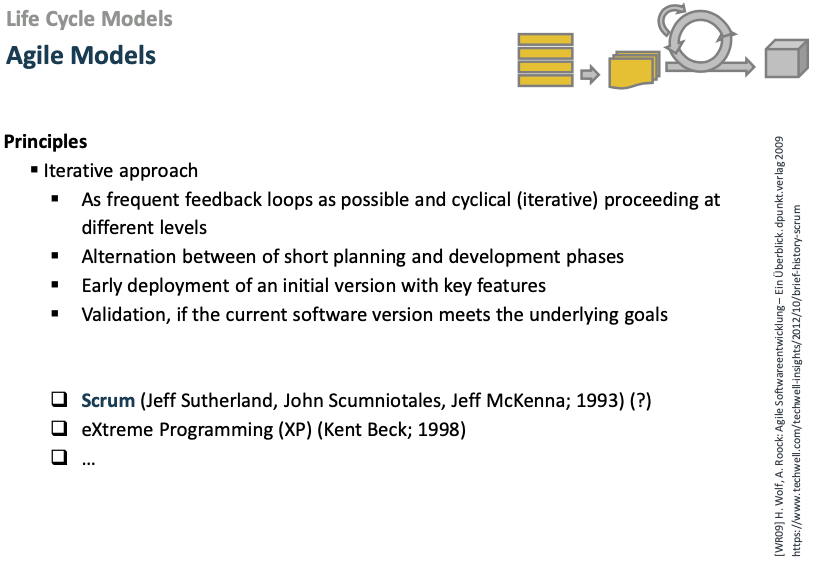 Life Cycle Models
Agile Models
Principles
▪ Iterative approach
▪ As frequent feedback loops as possible and cyclical (iterative) proceeding at
different levels
▪ Alternation between of short planning and development phases
▪ Early deployment of an initial version with key features
▪ Validation, if the current software version meets the underlying goals
❑ Scrum (Jeff Sutherland, John Scumniotales, Jeff McKenna; 1993) (?)
❑ eXtreme Programming (XP) (Kent Beck; 1998)
❑ ...
[WR09] H. Wolf, A. Roock: Agile Softwareentwicklung – Ein Überblick.dpunkt.verlag2009
https://www.techwell.com/techwell-insights/2012/10/brief-history-scrum